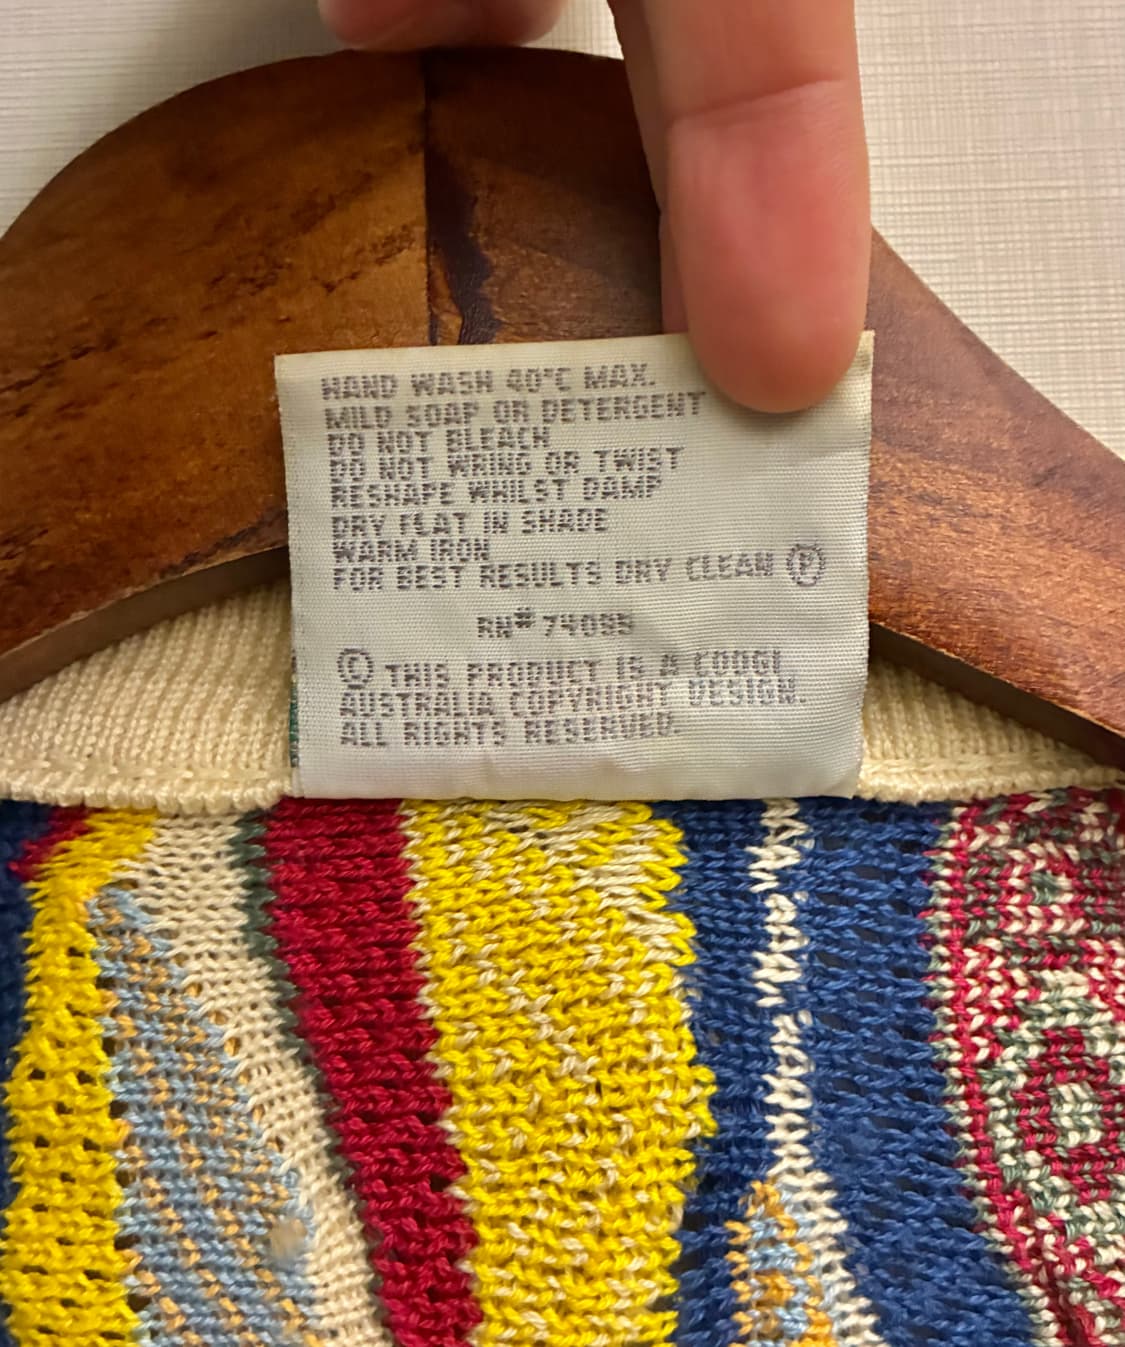 HAND WASH 40°C MAX.
MILD SOAP OR DETERGENT
DO NOT BLEACH
DO NOT WRING OR TWIST
RESHAPE WHILST DAMP
DRY FLAT IN SHADE
WARM IRON
FOR BEST RESULTS DRY CLEAN Ⓟ
RN# 74095
© THIS PRODUCT IS A COOGI
AUSTRALIA COPYRIGHT DESIGN.
ALL RIGHTS RESERVED.